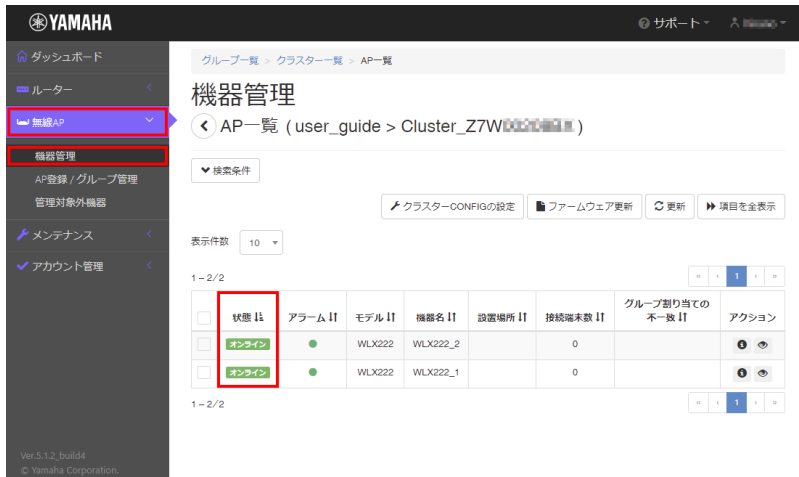 YAMAHA
サポート
ダッシュボード
ルーター
無線AP
機器管理
AP登録 / グループ管理
管理対象外機器
メンテナンス
アカウント管理
Ver.5.1.2_build4
© Yamaha Corporation.
グループ一覧 > クラスター一覧 > AP一覧
機器管理
AP一覧 ( user_guide > Cluster_Z7W )
検索条件
クラスターCONFIGの設定 ファームウェア更新 更新 項目を全表示
表示件数 10
1 – 2/2 « ‹ 1 › »
状態 アラーム モデル 機器名 設置場所 接続端末数 グループ割り当ての不一致 アクション
オンライン WLX222 WLX222_2 0
オンライン WLX222 WLX222_1 0
1 – 2/2 « ‹ 1 › »